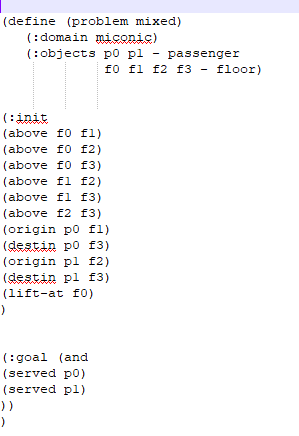 (define (problem mixed)
(:domain miconic)
(:objects p0 p1 - passenger
f0 f1 f2 f3 - floor)
(:init
(above f0 f1)
(above f0 f2)
(above f0 f3)
(above f1 f2)
(above f1 f3)
(above f2 f3)
(origin p0 f1)
(destin p0 f3)
(origin p1 f2)
(destin p1 f3)
(lift-at f0)
)
(:goal (and
(served p0)
(served p1)
))
)